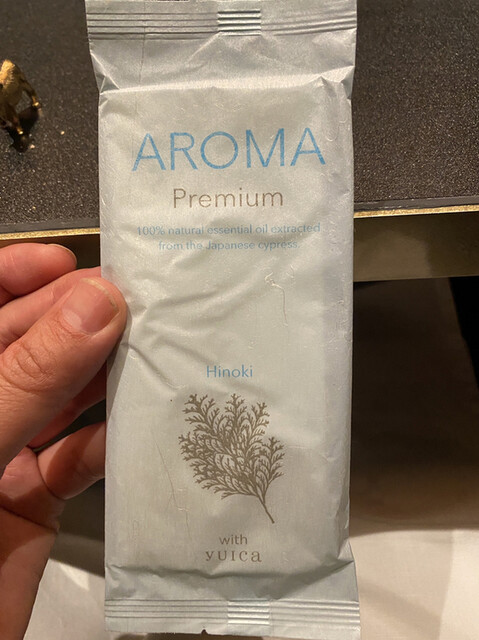 AROMA
Premium
100% natural essential oil extracted
from the Japanese cypress.
Hinoki
with
yuica